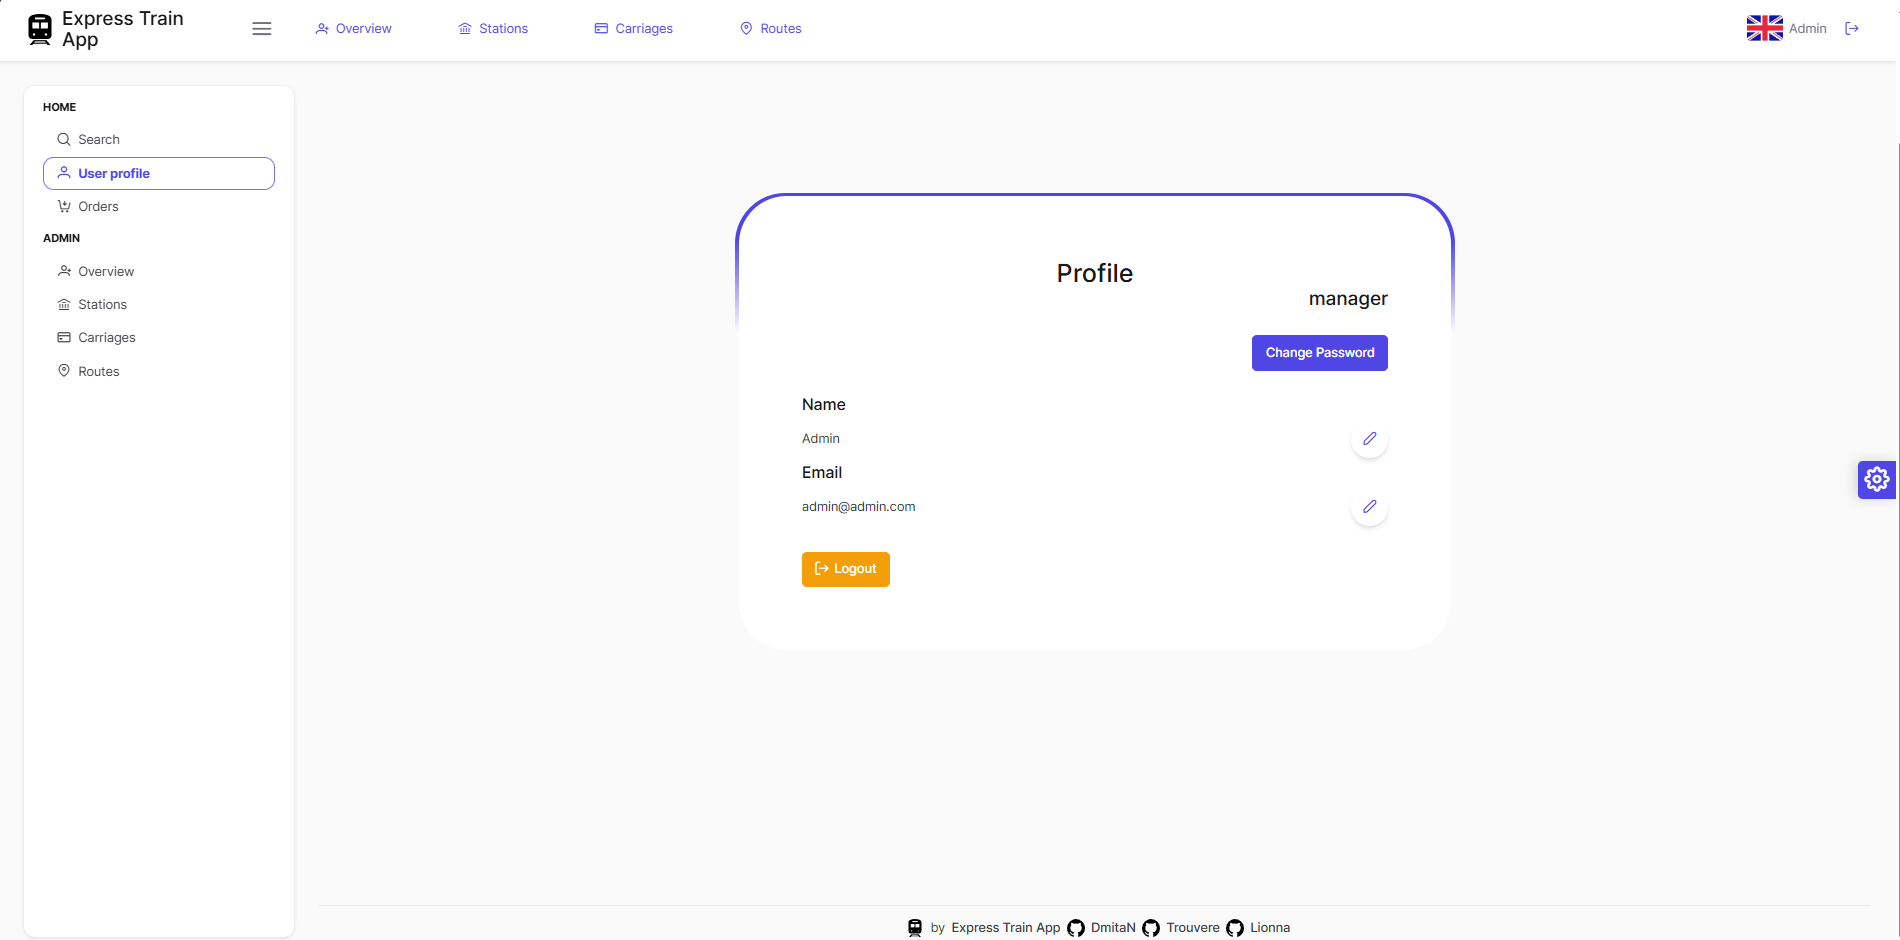 Express Train
App
Overview
Stations
Carriages
Routes
Admin
HOME
Search
User profile
Orders
ADMIN
Overview
Stations
Carriages
Routes
Profile
manager
Change Password
Name
Admin
Email
admin@admin.com
Logout
by Express Train App DmitaN Trouvere Lionna